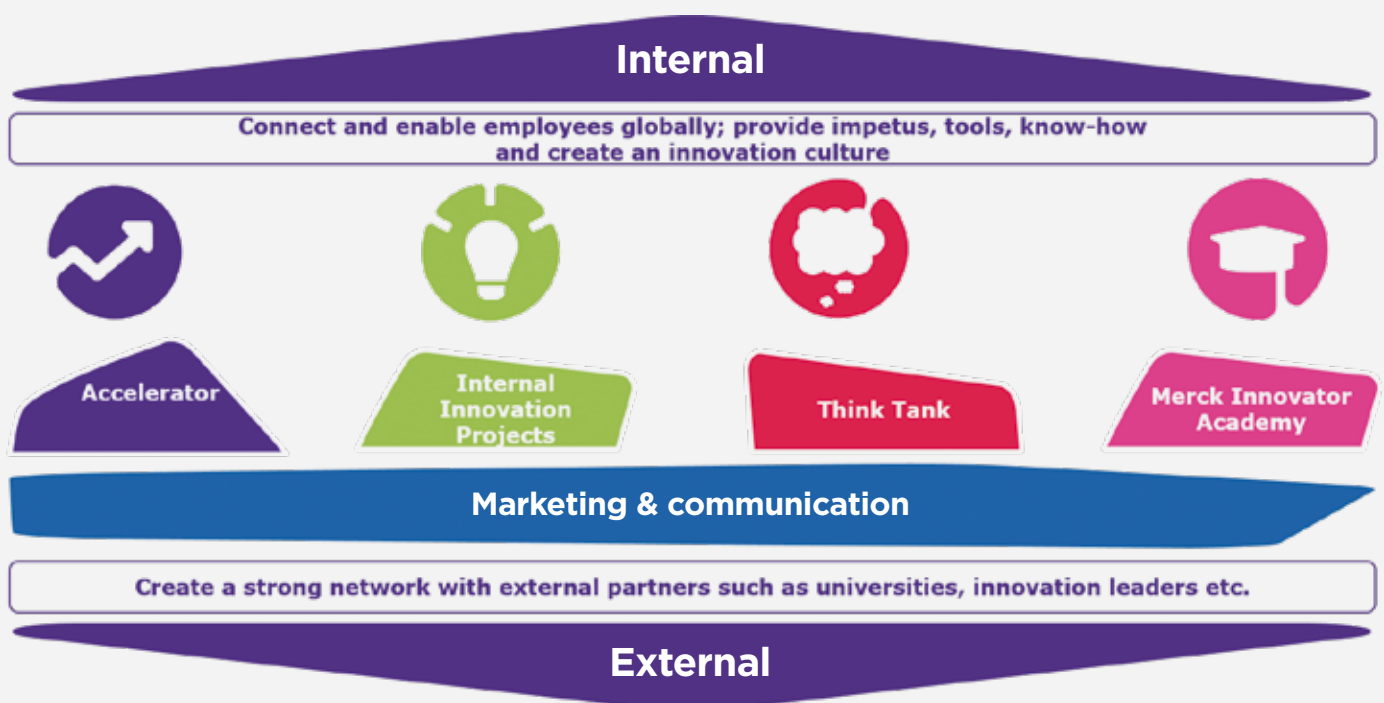 Internal
Connect and enable employees globally; provide impetus, tools, know-how
and create an innovation culture
Accelerator
Internal
Innovation
Projects
Think Tank
Merck Innovator
Academy
Marketing & communication
Create a strong network with external partners such as universities, innovation leaders etc.
External